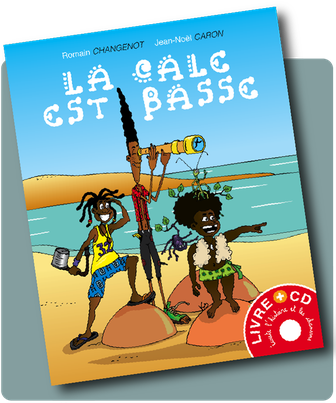 Romain CHANGENOT Jean-Noël CARON
LA CALE
EST BASSE
LIVRE + CD